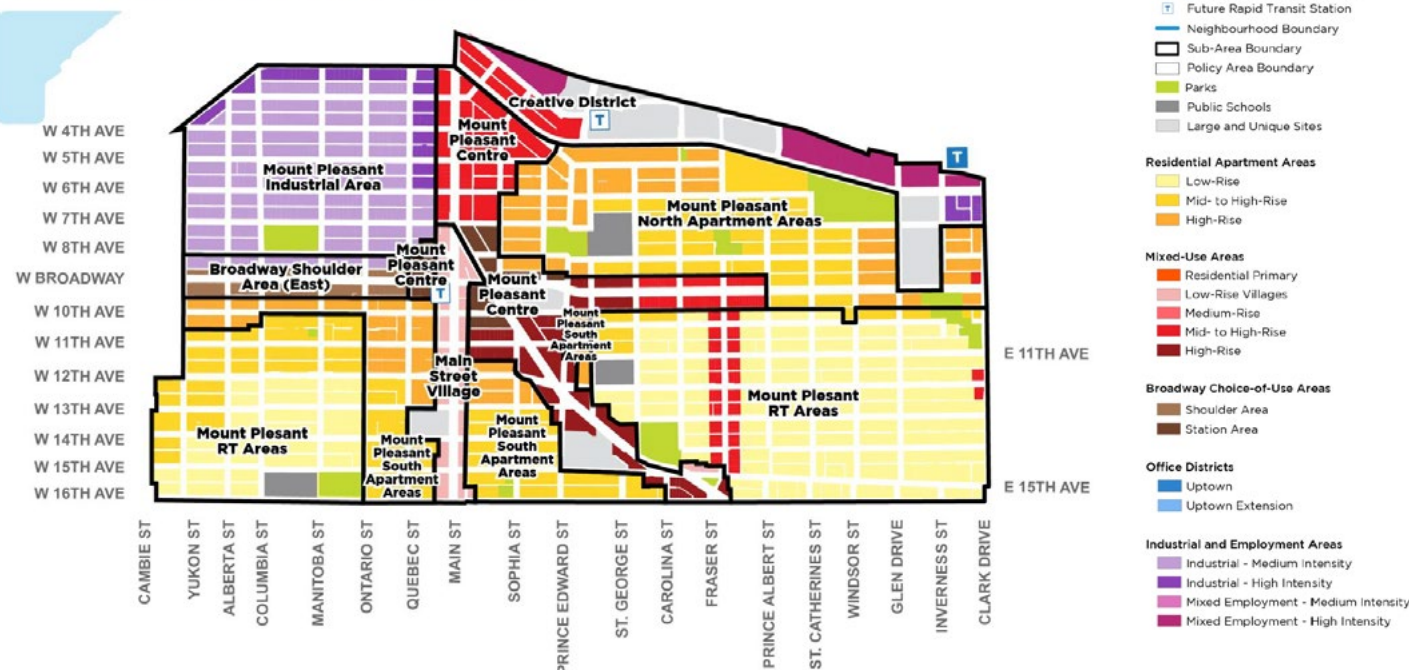 W 4TH AVE
W 5TH AVE
W 6TH AVE
W 7TH AVE
W 8TH AVE
W BROADWAY
W 10TH AVE
W 11TH AVE
W 12TH AVE
W 13TH AVE
W 14TH AVE
W 15TH AVE
W 16TH AVE
Creative District
T
T
Mount
Pleasant
Centre
Mount Pleasant
Industrial Area
Mount Pleasant
North Apartment Areas
Mount
Pleasant
Centre
T
Broadway Shoulder
Area (East)
Mount
Pleasant
Centre
Mount
Pleasant
South
Apartment
Areas
Main
Street
Village
Mount Plesant
RT Areas
Mount Plesant
RT Areas
Mount
Pleasant
South
Apartment
Areas
Mount
Pleasant
South
Apartment
Areas
E 11TH AVE
E 15TH AVE
CAMBIE ST
YUKON ST
ALBERTA ST
COLUMBIA ST
MANITOBA ST
ONTARIO ST
QUEBEC ST
MAIN ST
SOPHIA ST
PRINCE EDWARD ST
ST. GEORGE ST
CAROLINA ST
FRASER ST
PRINCE ALBERT ST
ST. CATHERINES ST
WINDSOR ST
GLEN DRIVE
INVERNESS ST
CLARK DRIVE
T Future Rapid Transit Station
Neighbourhood Boundary
Sub-Area Boundary
Policy Area Boundary
Parks
Public Schools
Large and Unique Sites
Residential Apartment Areas
Low-Rise
Mid- to High-Rise
High-Rise
Mixed-Use Areas
Residential Primary
Low-Rise Villages
Medium-Rise
Mid- to High-Rise
High-Rise
Broadway Choice-of-Use Areas
Shoulder Area
Station Area
Office Districts
Uptown
Uptown Extension
Industrial and Employment Areas
Industrial - Medium Intensity
Industrial - High Intensity
Mixed Employment - Medium Intensity
Mixed Employment - High Intensity